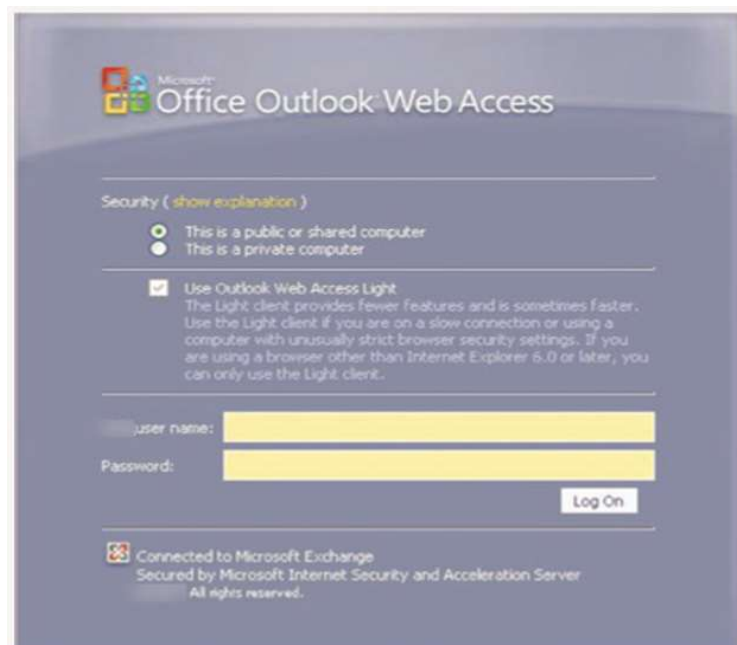 Microsoft
Office Outlook Web Access
Security ( show explanation )
This is a public or shared computer
This is a private computer
Use Outlook Web Access Light
The Light client provides fewer features and is sometimes faster.
Use the Light client if you are on a slow connection or using a
computer with unusually strict browser security settings. If you
are using a browser other than Internet Explorer 6.0 or later, you
can only use the Light client.
user name:
Password:
Log On
Connected to Microsoft Exchange
Secured by Microsoft Internet Security and Acceleration Server
All rights reserved.